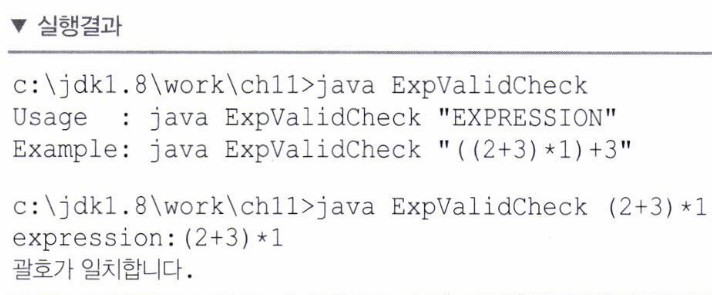 ▼ 실행결과
c:\jdk1.8\work\ch11>java ExpValidCheck
Usage  : java ExpValidCheck "EXPRESSION"
Example: java ExpValidCheck "((2+3)*1)+3"
c:\jdk1.8\work\ch11>java ExpValidCheck (2+3)*1
expression:(2+3)*1
괄호가 일치합니다.